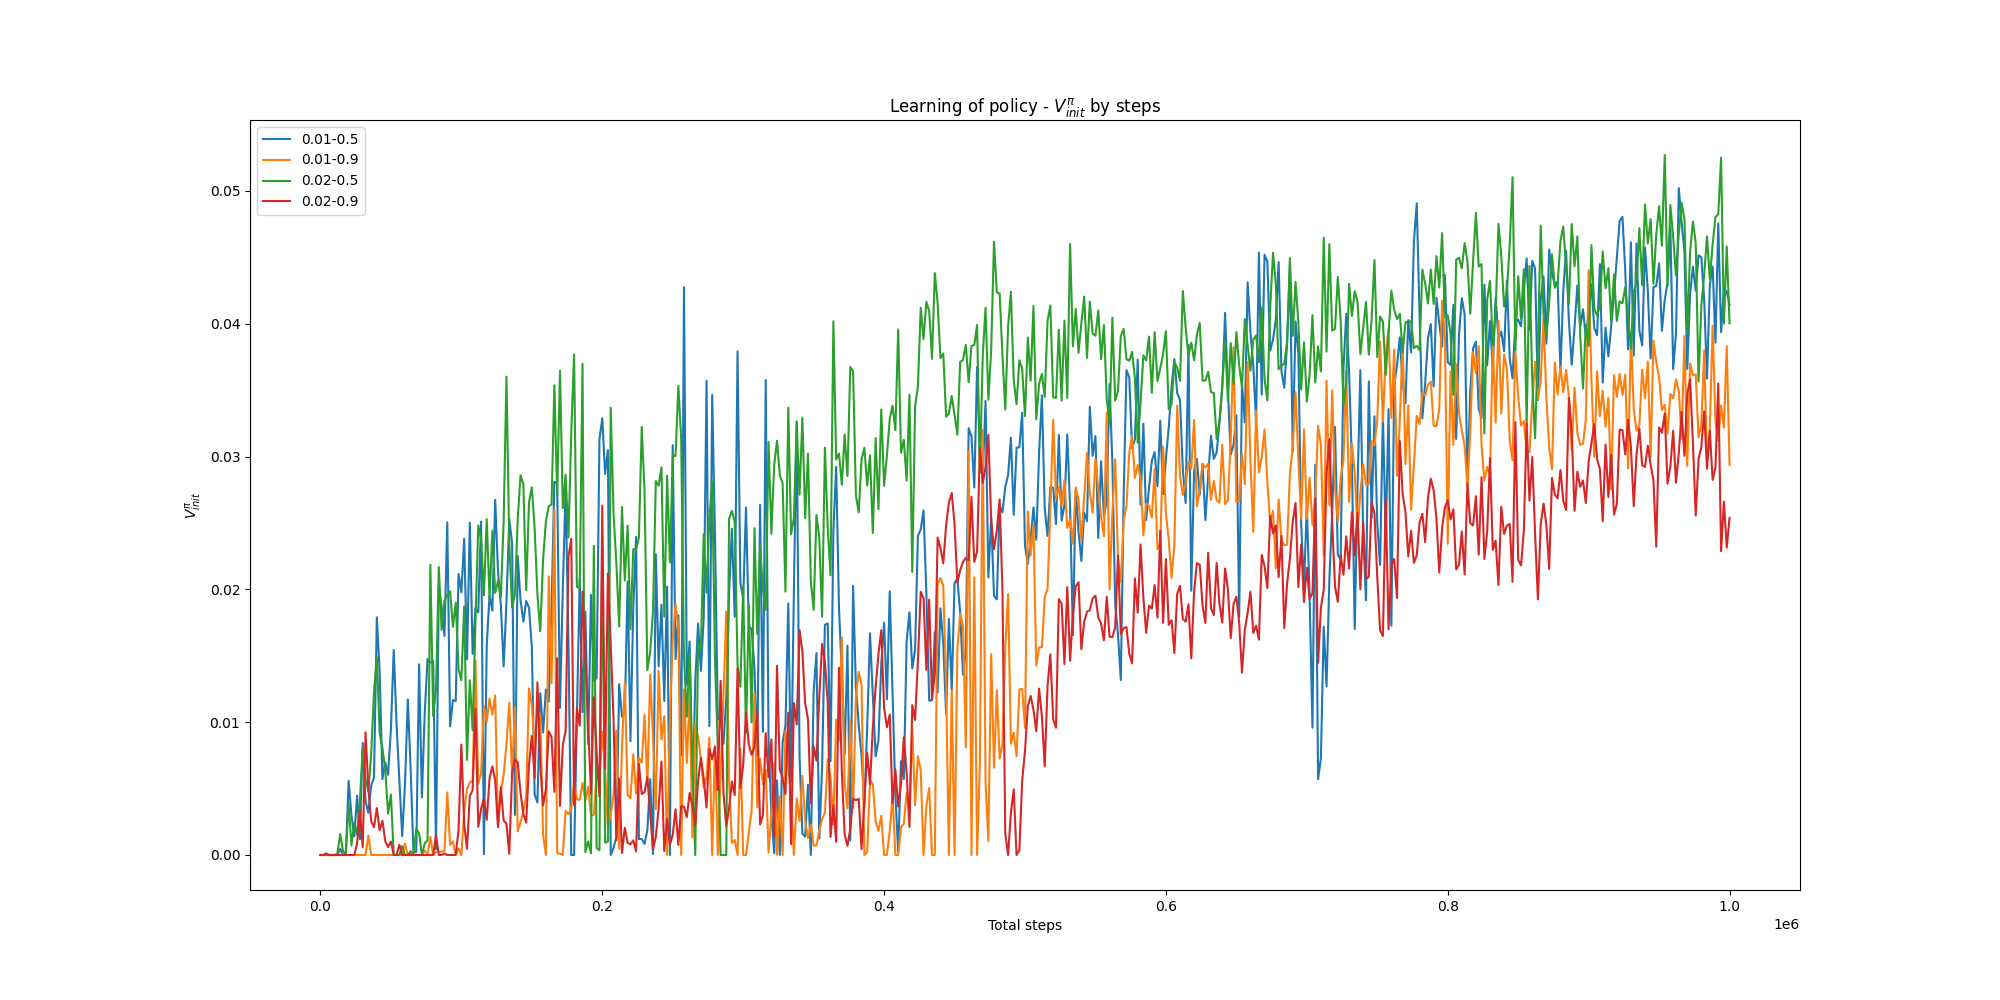 Learning of policy - $V^{\pi}_{init}$ by steps
0.01-0.5
0.01-0.9
0.02-0.5
0.02-0.9
0.05
0.04
0.03
0.02
0.01
0.00
$V^{\pi}_{init}$
0.0 0.2 0.4 0.6 0.8 1.0
Total steps
1e6